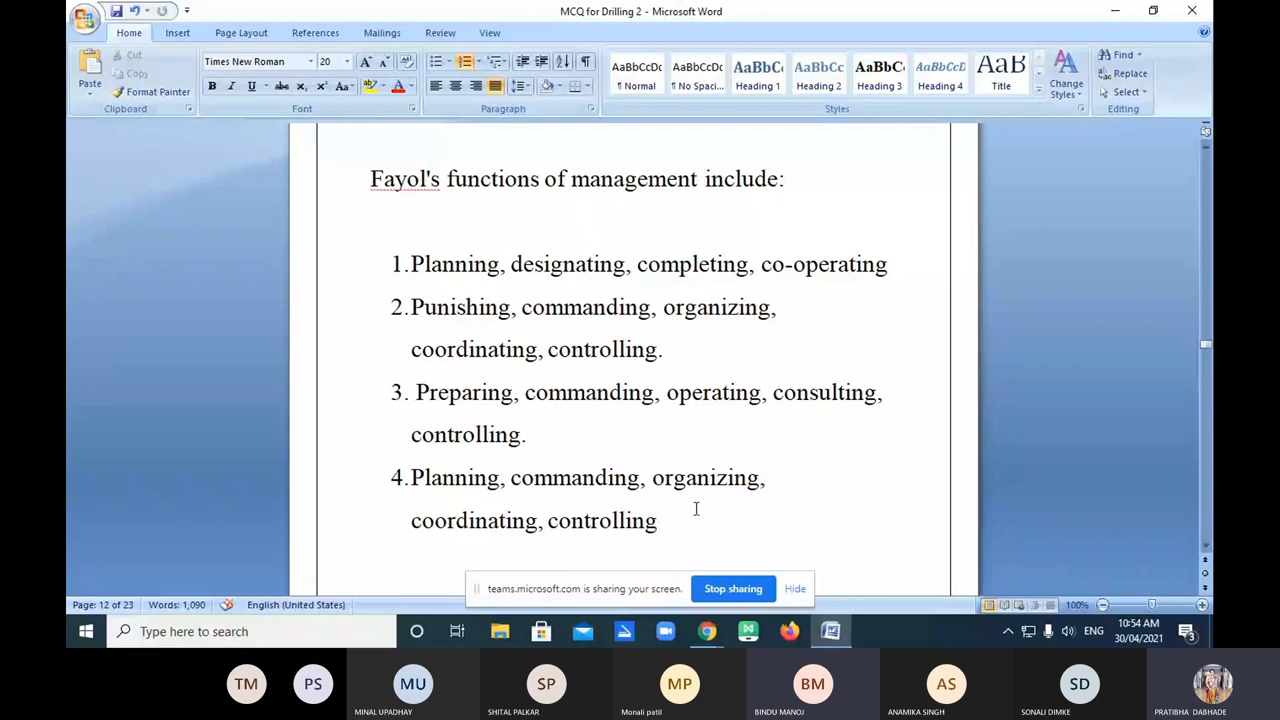 MCQ for Drilling 2 - Microsoft Word
Home Insert Page Layout References Mailings Review View
Paste
Cut
Copy
Format Painter
Clipboard
Times New Roman 20
B I U abc x₂ x² Aa A
Font
Paragraph
AaBbCcDc AaBbCcDc AaBbC AaBbCc AaBbCc AaBbCcD AaB
¶ Normal ¶ No Spaci... Heading 1 Heading 2 Heading 3 Heading 4 Title
Change
Styles
Styles
Find
Replace
Select
Editing
Fayol's functions of management include:
1.Planning, designating, completing, co-operating
2.Punishing, commanding, organizing,
coordinating, controlling.
3. Preparing, commanding, operating, consulting,
controlling.
4.Planning, commanding, organizing,
coordinating, controlling
teams.microsoft.com is sharing your screen. Stop sharing Hide
Page: 12 of 23 Words: 1,090 English (United States) 100%
Type here to search
ENG
10:54 AM
30/04/2021
3
TM PS MU SP MP BM AS SD
MINAL UPADHAY SHITAL PALKAR Monali patil BINDU MANOJ ANAMIKA SINGH SONALI DIMKE PRATIBHA DABHADE